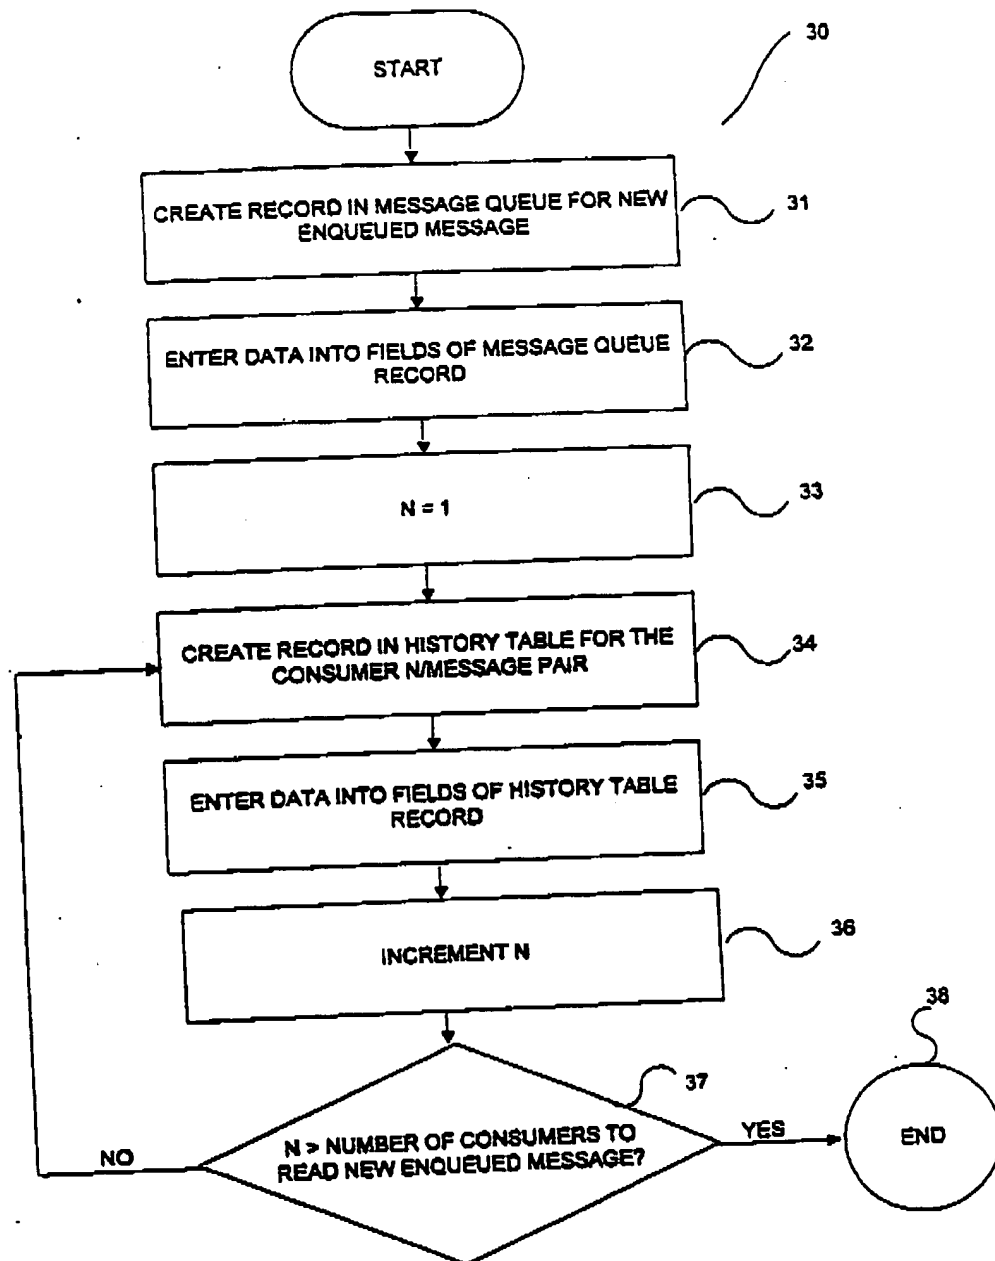 30
START
CREATE RECORD IN MESSAGE QUEUE FOR NEW
ENQUEUED MESSAGE
31
ENTER DATA INTO FIELDS OF MESSAGE QUEUE
RECORD
32
N = 1
33
CREATE RECORD IN HISTORY TABLE FOR THE
CONSUMER N/MESSAGE PAIR
34
ENTER DATA INTO FIELDS OF HISTORY TABLE
RECORD
35
INCREMENT N
36
37
N > NUMBER OF CONSUMERS TO
READ NEW ENQUEUED MESSAGE?
NO
YES
38
END